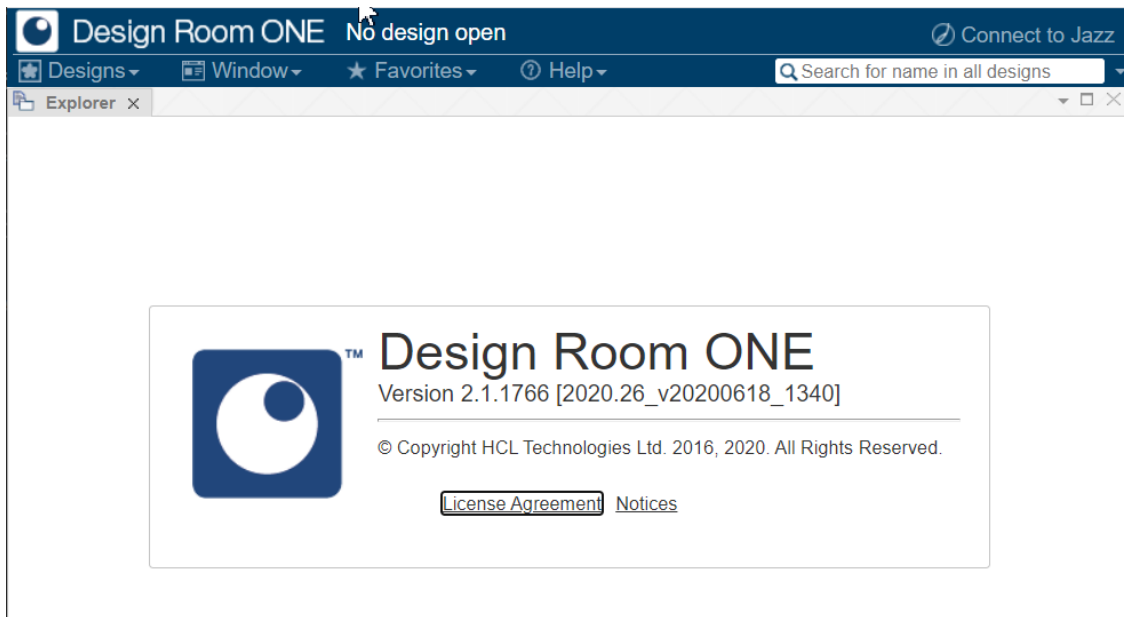 Design Room ONE No design open Connect to Jazz
Designs Window Favorites Help Search for name in all designs
Explorer
™ Design Room ONE
Version 2.1.1766 [2020.26_v20200618_1340]
© Copyright HCL Technologies Ltd. 2016, 2020. All Rights Reserved.
License Agreement Notices